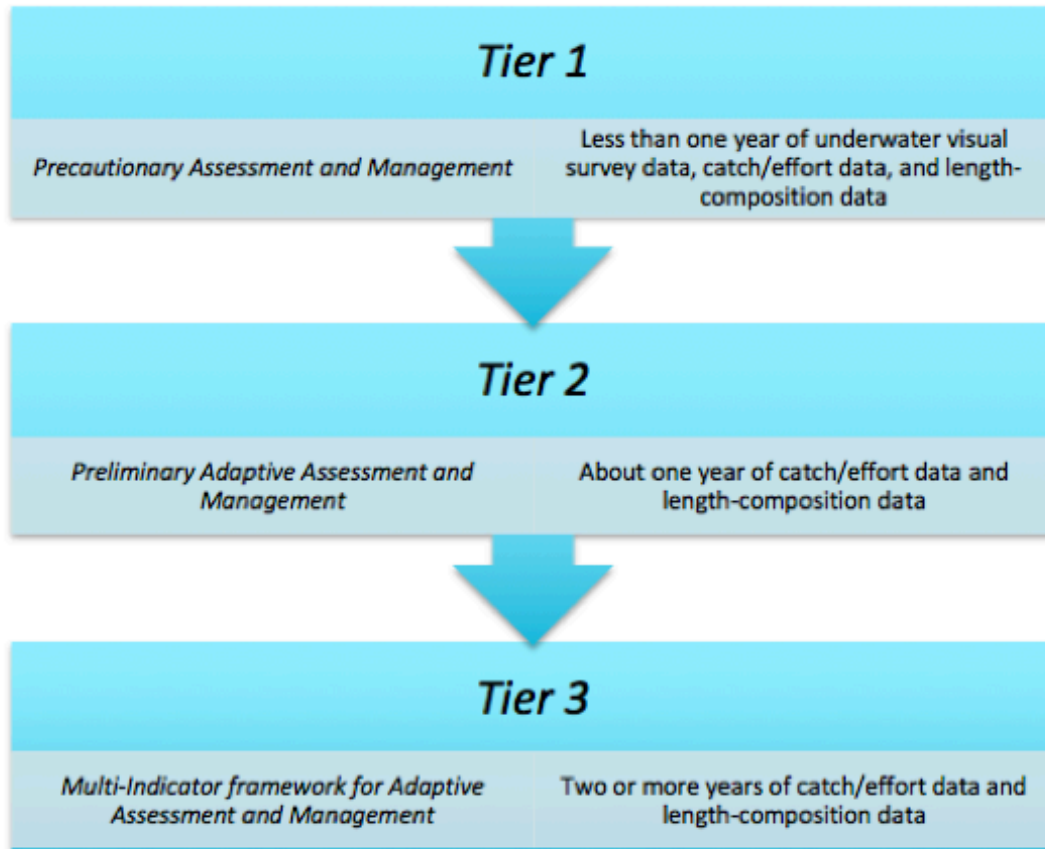 Tier 1
Precautionary Assessment and Management
Less than one year of underwater visual
survey data, catch/effort data, and length-
composition data
Tier 2
Preliminary Adaptive Assessment and
Management
About one year of catch/effort data and
length-composition data
Tier 3
Multi-Indicator framework for Adaptive
Assessment and Management
Two or more years of catch/effort data and
length-composition data